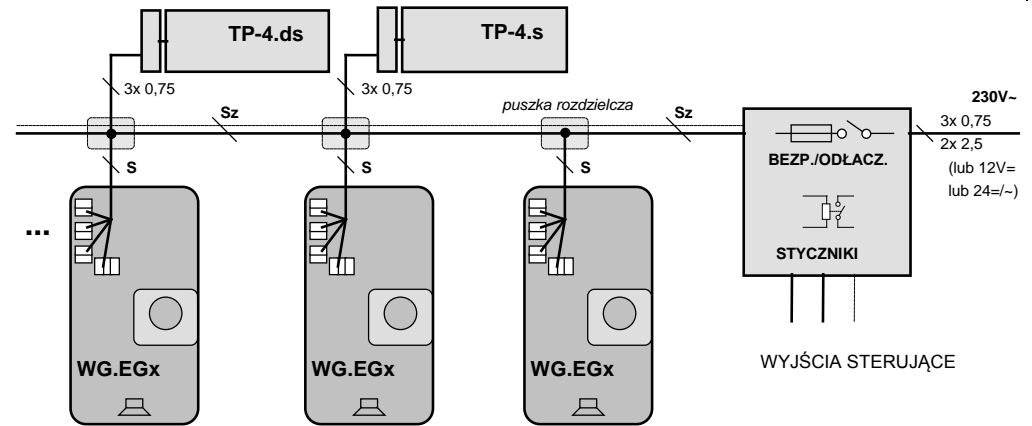 TP-4.ds
TP-4.s
3x 0,75
3x 0,75
puszka rozdzielcza
Sz
Sz
230V~
3x 0,75
2x 2,5
(lub 12V=
lub 24=/~)
BEZP./ODŁACZ.
S
S
S
STYCZNIKI
...
WG.EGx
WG.EGx
WG.EGx
WYJŚCIA STERUJĄCE